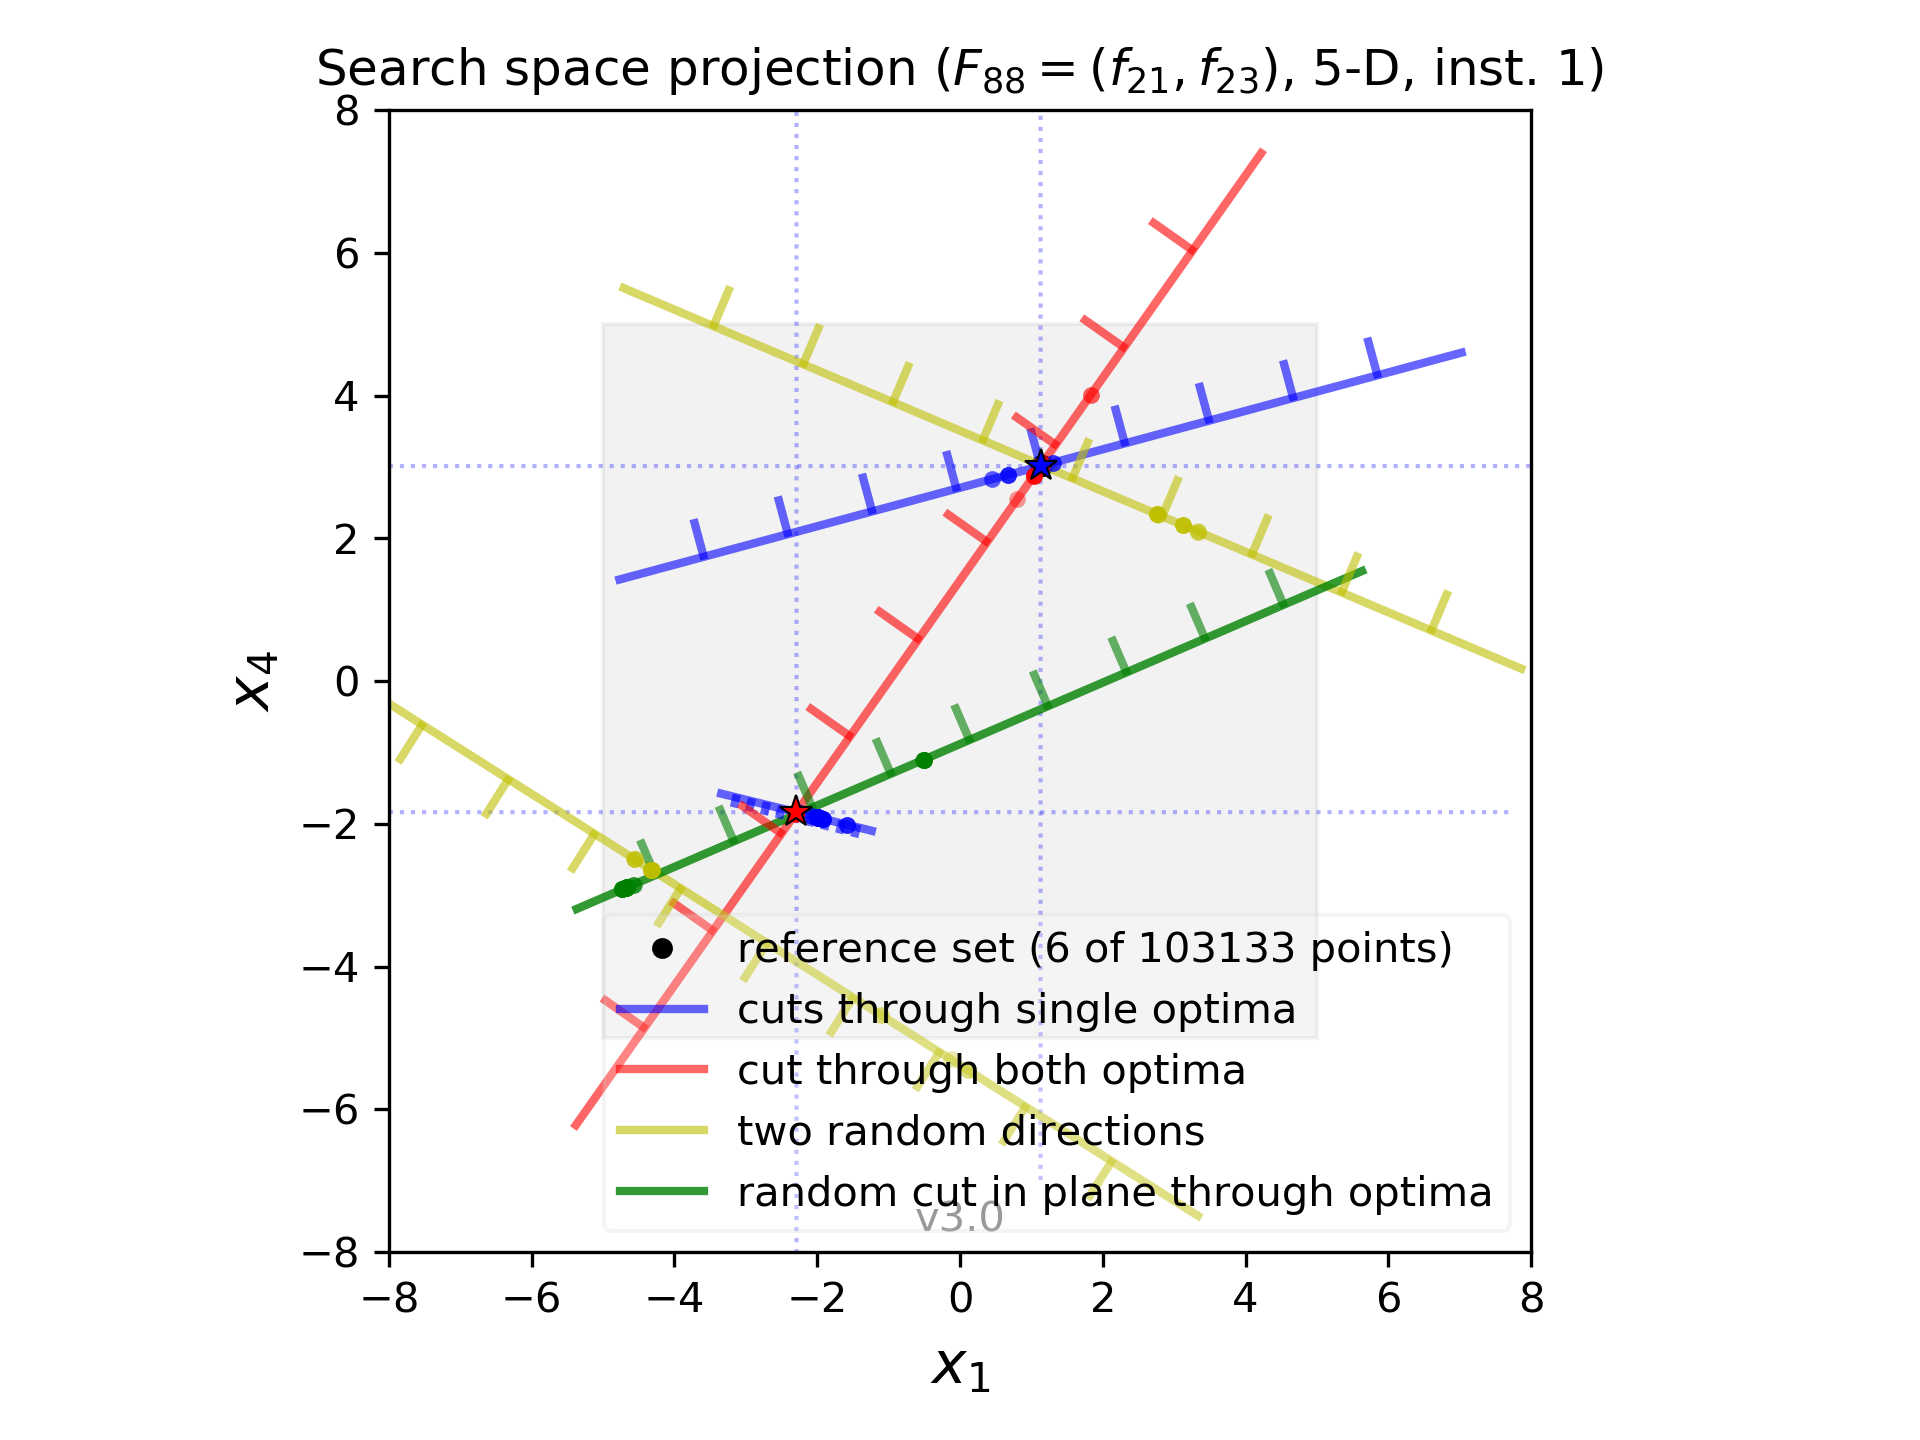 Search space projection (F₈₈ = (f₂₁, f₂₃), 5-D, inst. 1)
8
6
4
2
0
−2
−4
−6
−8
x₄
reference set (6 of 103133 points)
cuts through single optima
cut through both optima
two random directions
random cut in plane through optima
v3.0
−8 −6 −4 −2 0 2 4 6 8
x₁